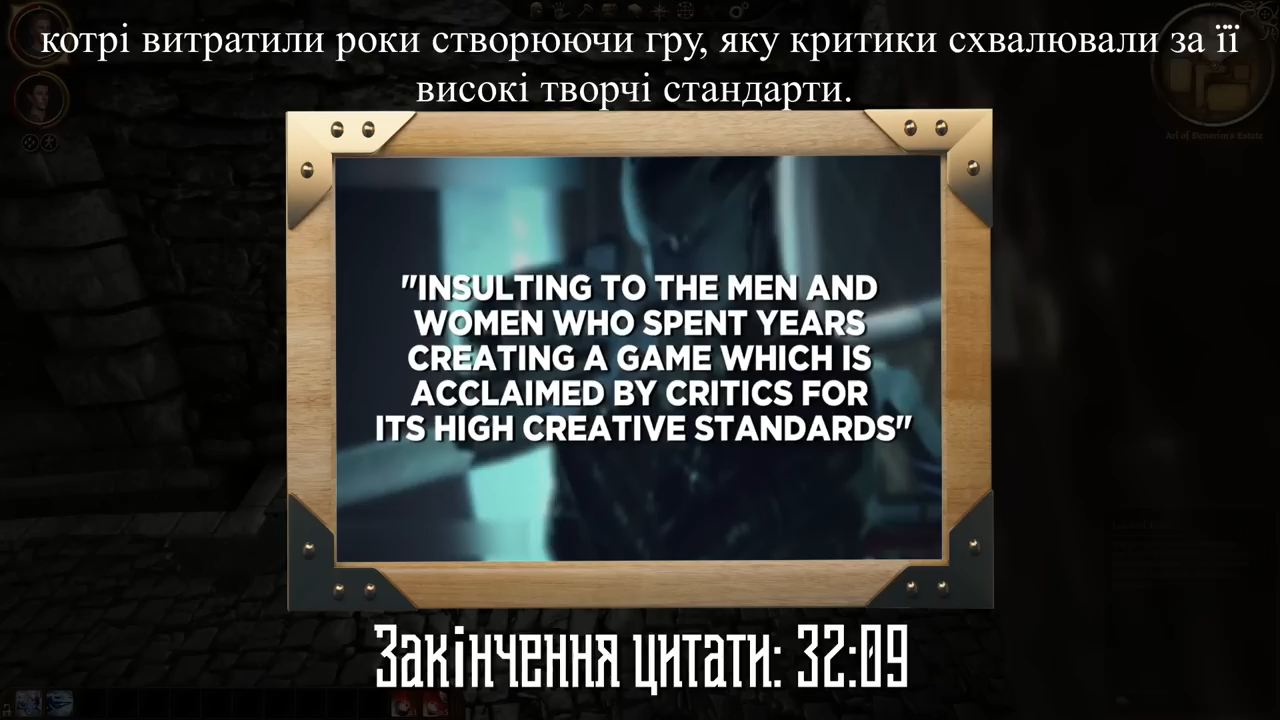 котрі витратили роки створюючи гру, яку критики схвалювали за її
високі творчі стандарти.
"INSULTING TO THE MEN AND
WOMEN WHO SPENT YEARS
CREATING A GAME WHICH IS
ACCLAIMED BY CRITICS FOR
ITS HIGH CREATIVE STANDARDS"
Закінчення цитати: 32:09